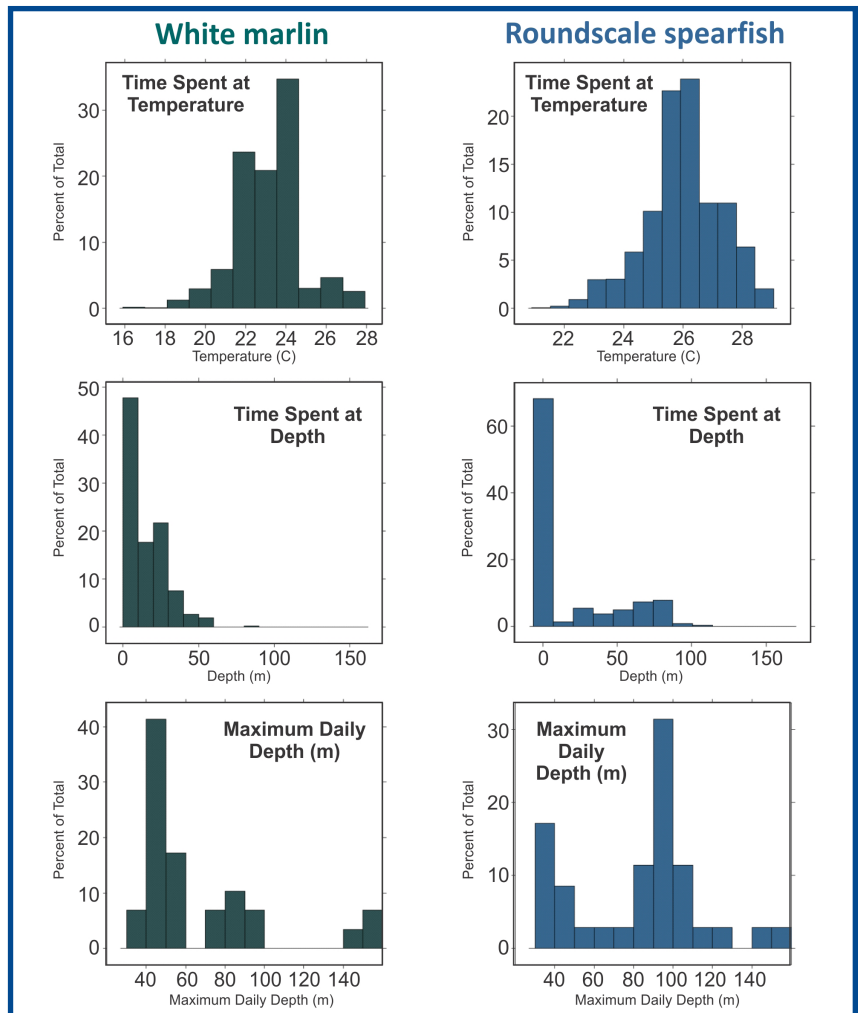 White marlin
Roundscale spearfish
Time Spent at
Temperature
30
20
10
0
Percent of Total
16 18 20 22 24 26 28
Temperature (C)
Time Spent at
Temperature
20
15
10
5
0
Percent of Total
22 24 26 28
Temperature (C)
Time Spent at
Depth
50
40
30
20
10
0
Percent of Total
0 50 100 150
Depth (m)
Time Spent at
Depth
60
40
20
0
Percent of Total
0 50 100 150
Depth (m)
Maximum Daily
Depth (m)
40
30
20
10
0
Percent of Total
40 60 80 100 120 140
Maximum Daily Depth (m)
Maximum
Daily
Depth (m)
30
20
10
0
Percent of Total
40 60 80 100 120 140
Maximum Daily Depth (m)